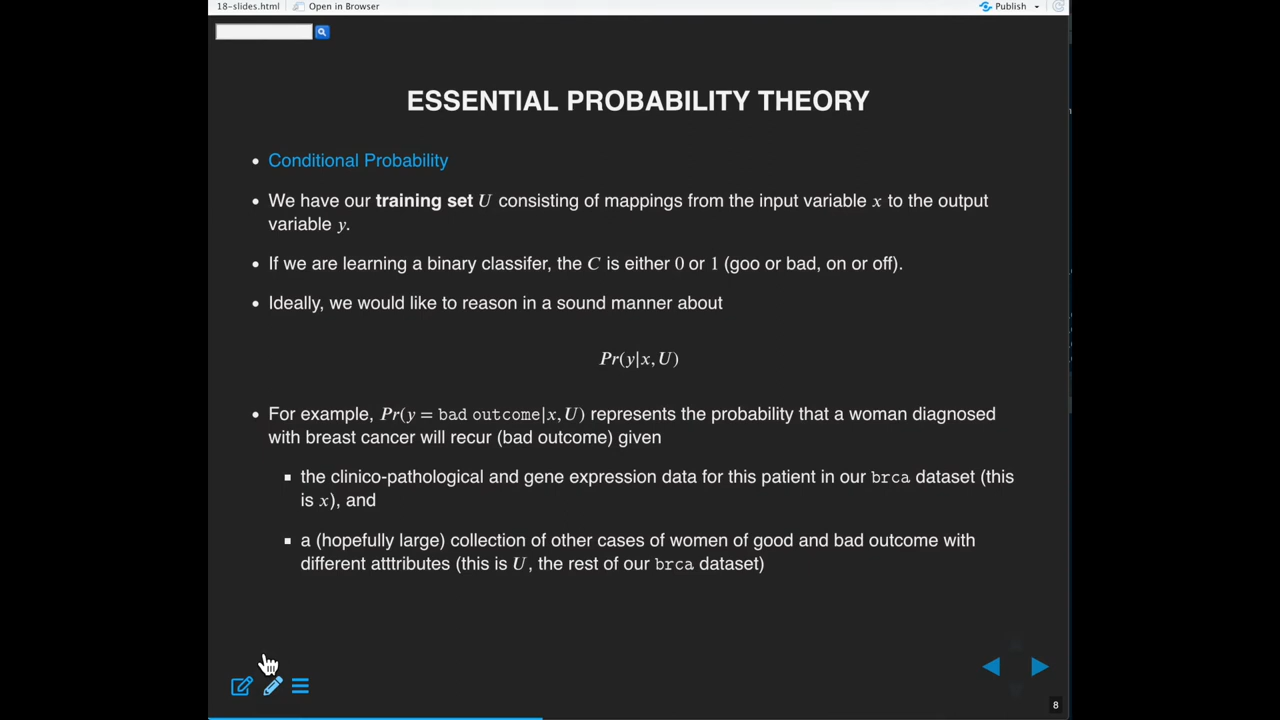 18-slides.html Open in Browser Publish
ESSENTIAL PROBABILITY THEORY
• Conditional Probability
• We have our training set U consisting of mappings from the input variable x to the output
variable y.
• If we are learning a binary classifer, the C is either 0 or 1 (goo or bad, on or off).
• Ideally, we would like to reason in a sound manner about
Pr(y|x, U)
• For example, Pr(y = bad outcome|x, U) represents the probability that a woman diagnosed
with breast cancer will recur (bad outcome) given
▪ the clinico-pathological and gene expression data for this patient in our brca dataset (this
is x), and
▪ a (hopefully large) collection of other cases of women of good and bad outcome with
different atttributes (this is U, the rest of our brca dataset)
8